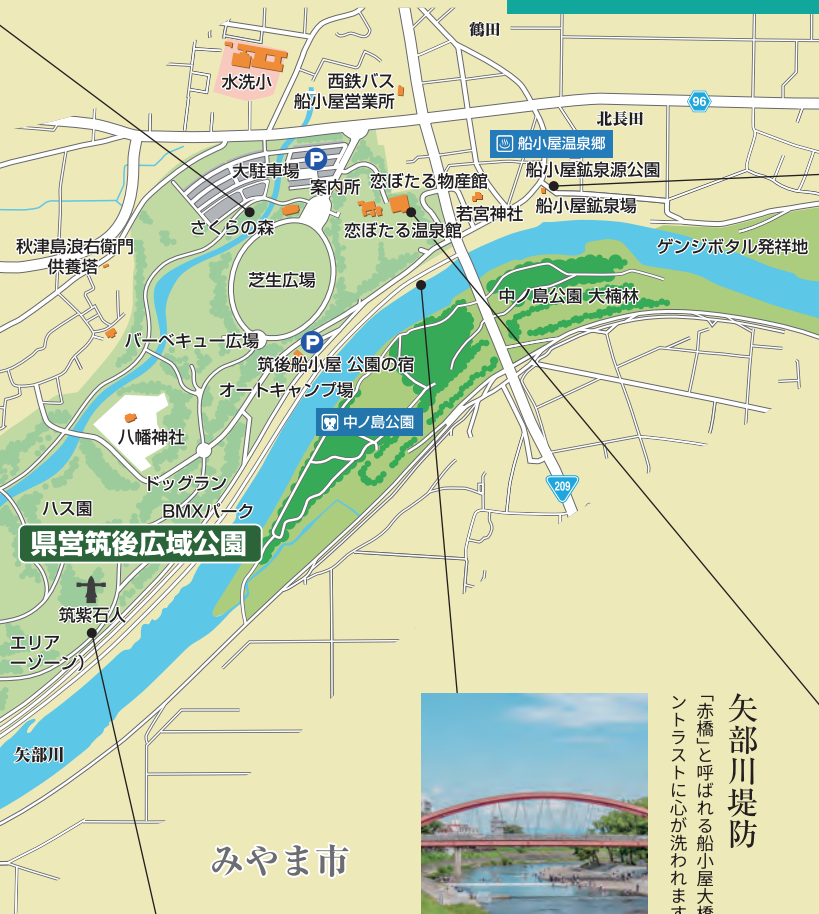 鶴田
水洗小
西鉄バス
船小屋営業所
96
北長田
船小屋温泉郷
船小屋鉱泉源公園
P
大駐車場
案内所
恋ぼたる物産館
若宮神社
船小屋鉱泉場
さくらの森
恋ぼたる温泉館
秋津島浪右衛門
供養塔
ゲンジボタル発祥地
芝生広場
中ノ島公園 大楠林
バーベキュー広場
P
筑後船小屋 公園の宿
オートキャンプ場
中ノ島公園
八幡神社
ドッグラン
209
ハス園
BMXパーク
県営筑後広域公園
筑紫石人
エリア
ーゾーン)
矢部川
みやま市
矢部川堤防
「赤橋」と呼ばれる船小屋大橋
ントラストに心が洗われます